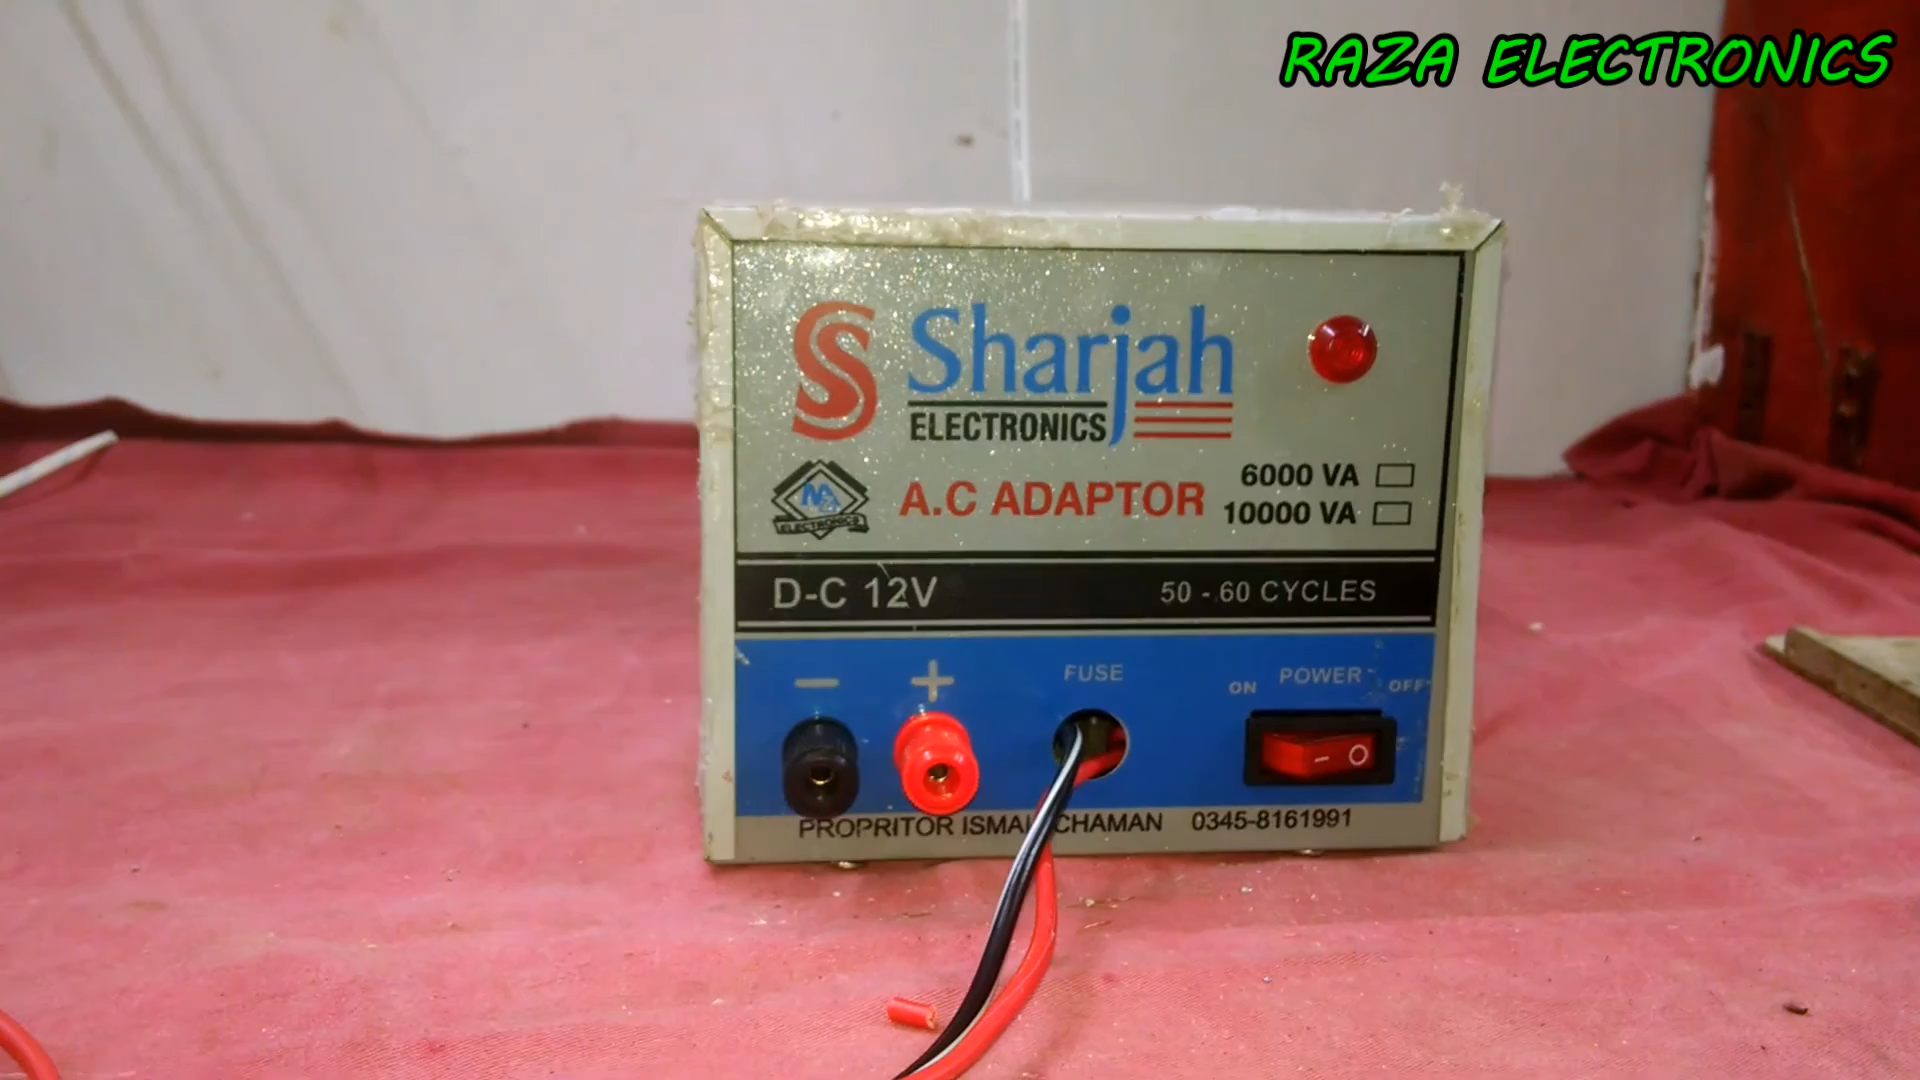 RAZA ELECTRONICS
Sharjah
ELECTRONICS
A.C ADAPTOR
6000 VA
10000 VA
ELECTRONICS
D-C 12V
50 - 60 CYCLES
− +
FUSE
POWER
ON
OFF
PROPRITOR CHAMAN 0345-8161991